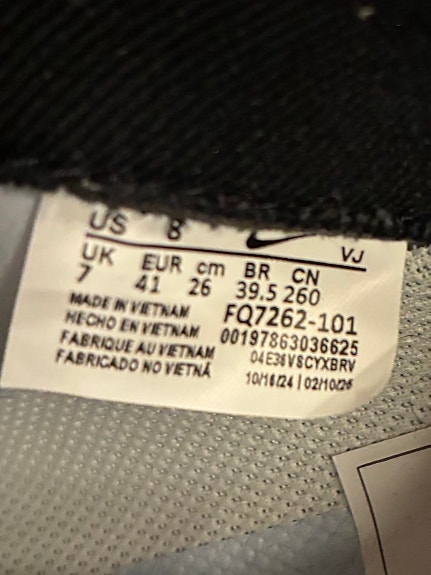 US 8
VJ
UK EUR cm BR CN
7 41 26 39.5 260
MADE IN VIETNAM
HECHO EN VIETNAM
FABRIQUE AU VIETNAM
FABRICADO NO VIETNÃ
FQ7262-101
00197863036625
04E36V8CYXBRV
10/16/24 | 02/10/25